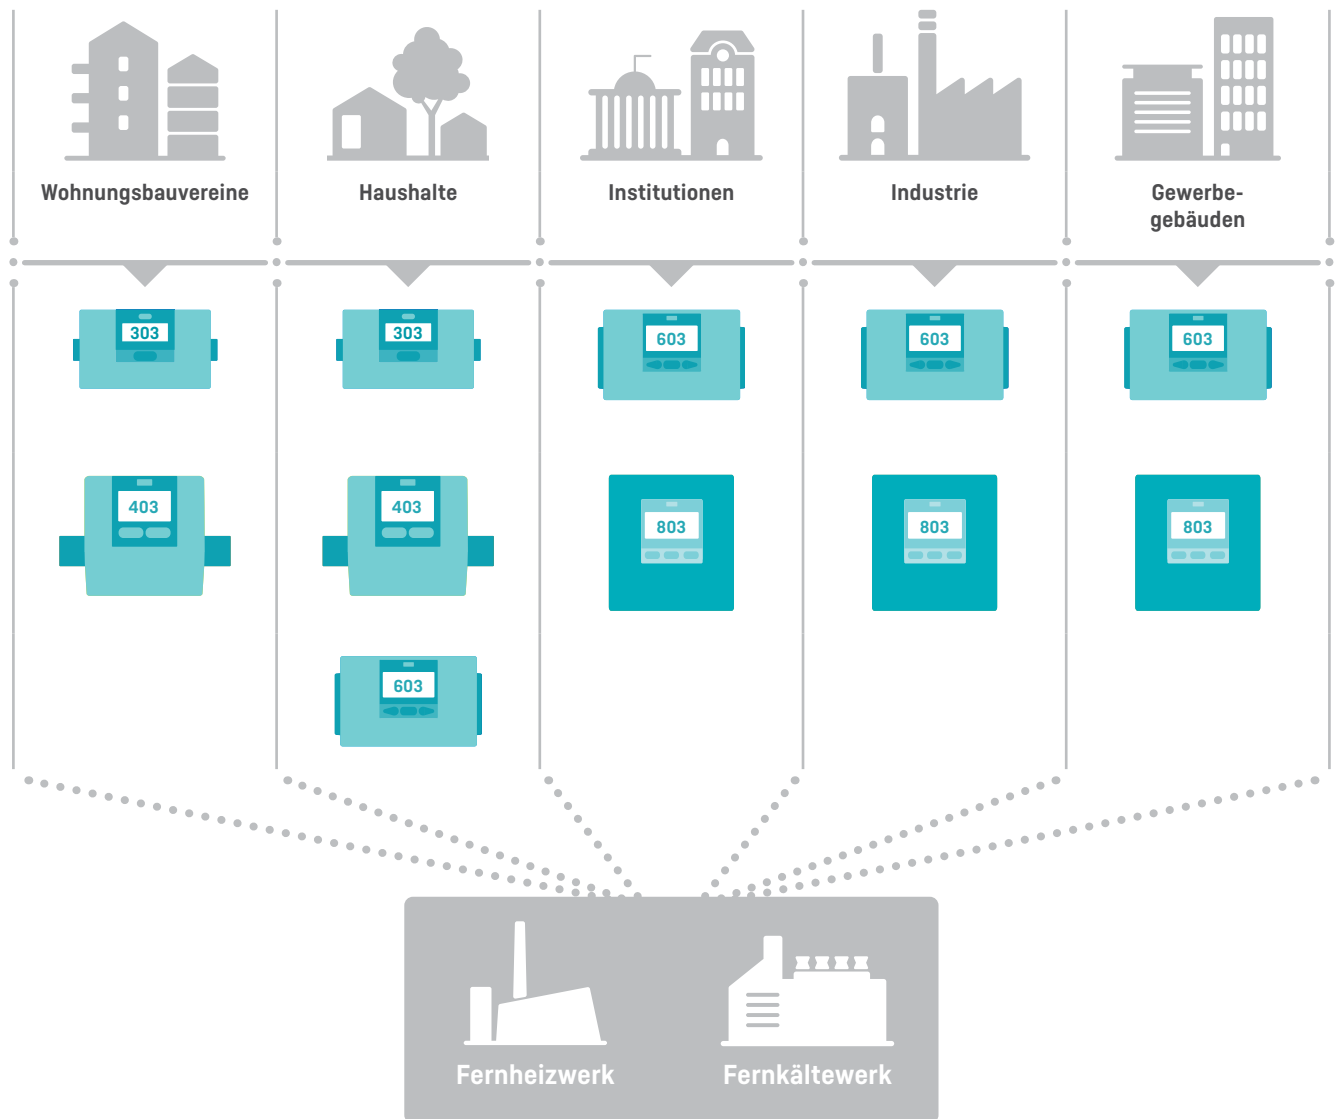 Wohnungsbauvereine
Haushalte
Institutionen
Industrie
Gewerbe-
gebäuden
303
303
603
603
603
403
403
803
803
803
603
Fernheizwerk
Fernkältewerk